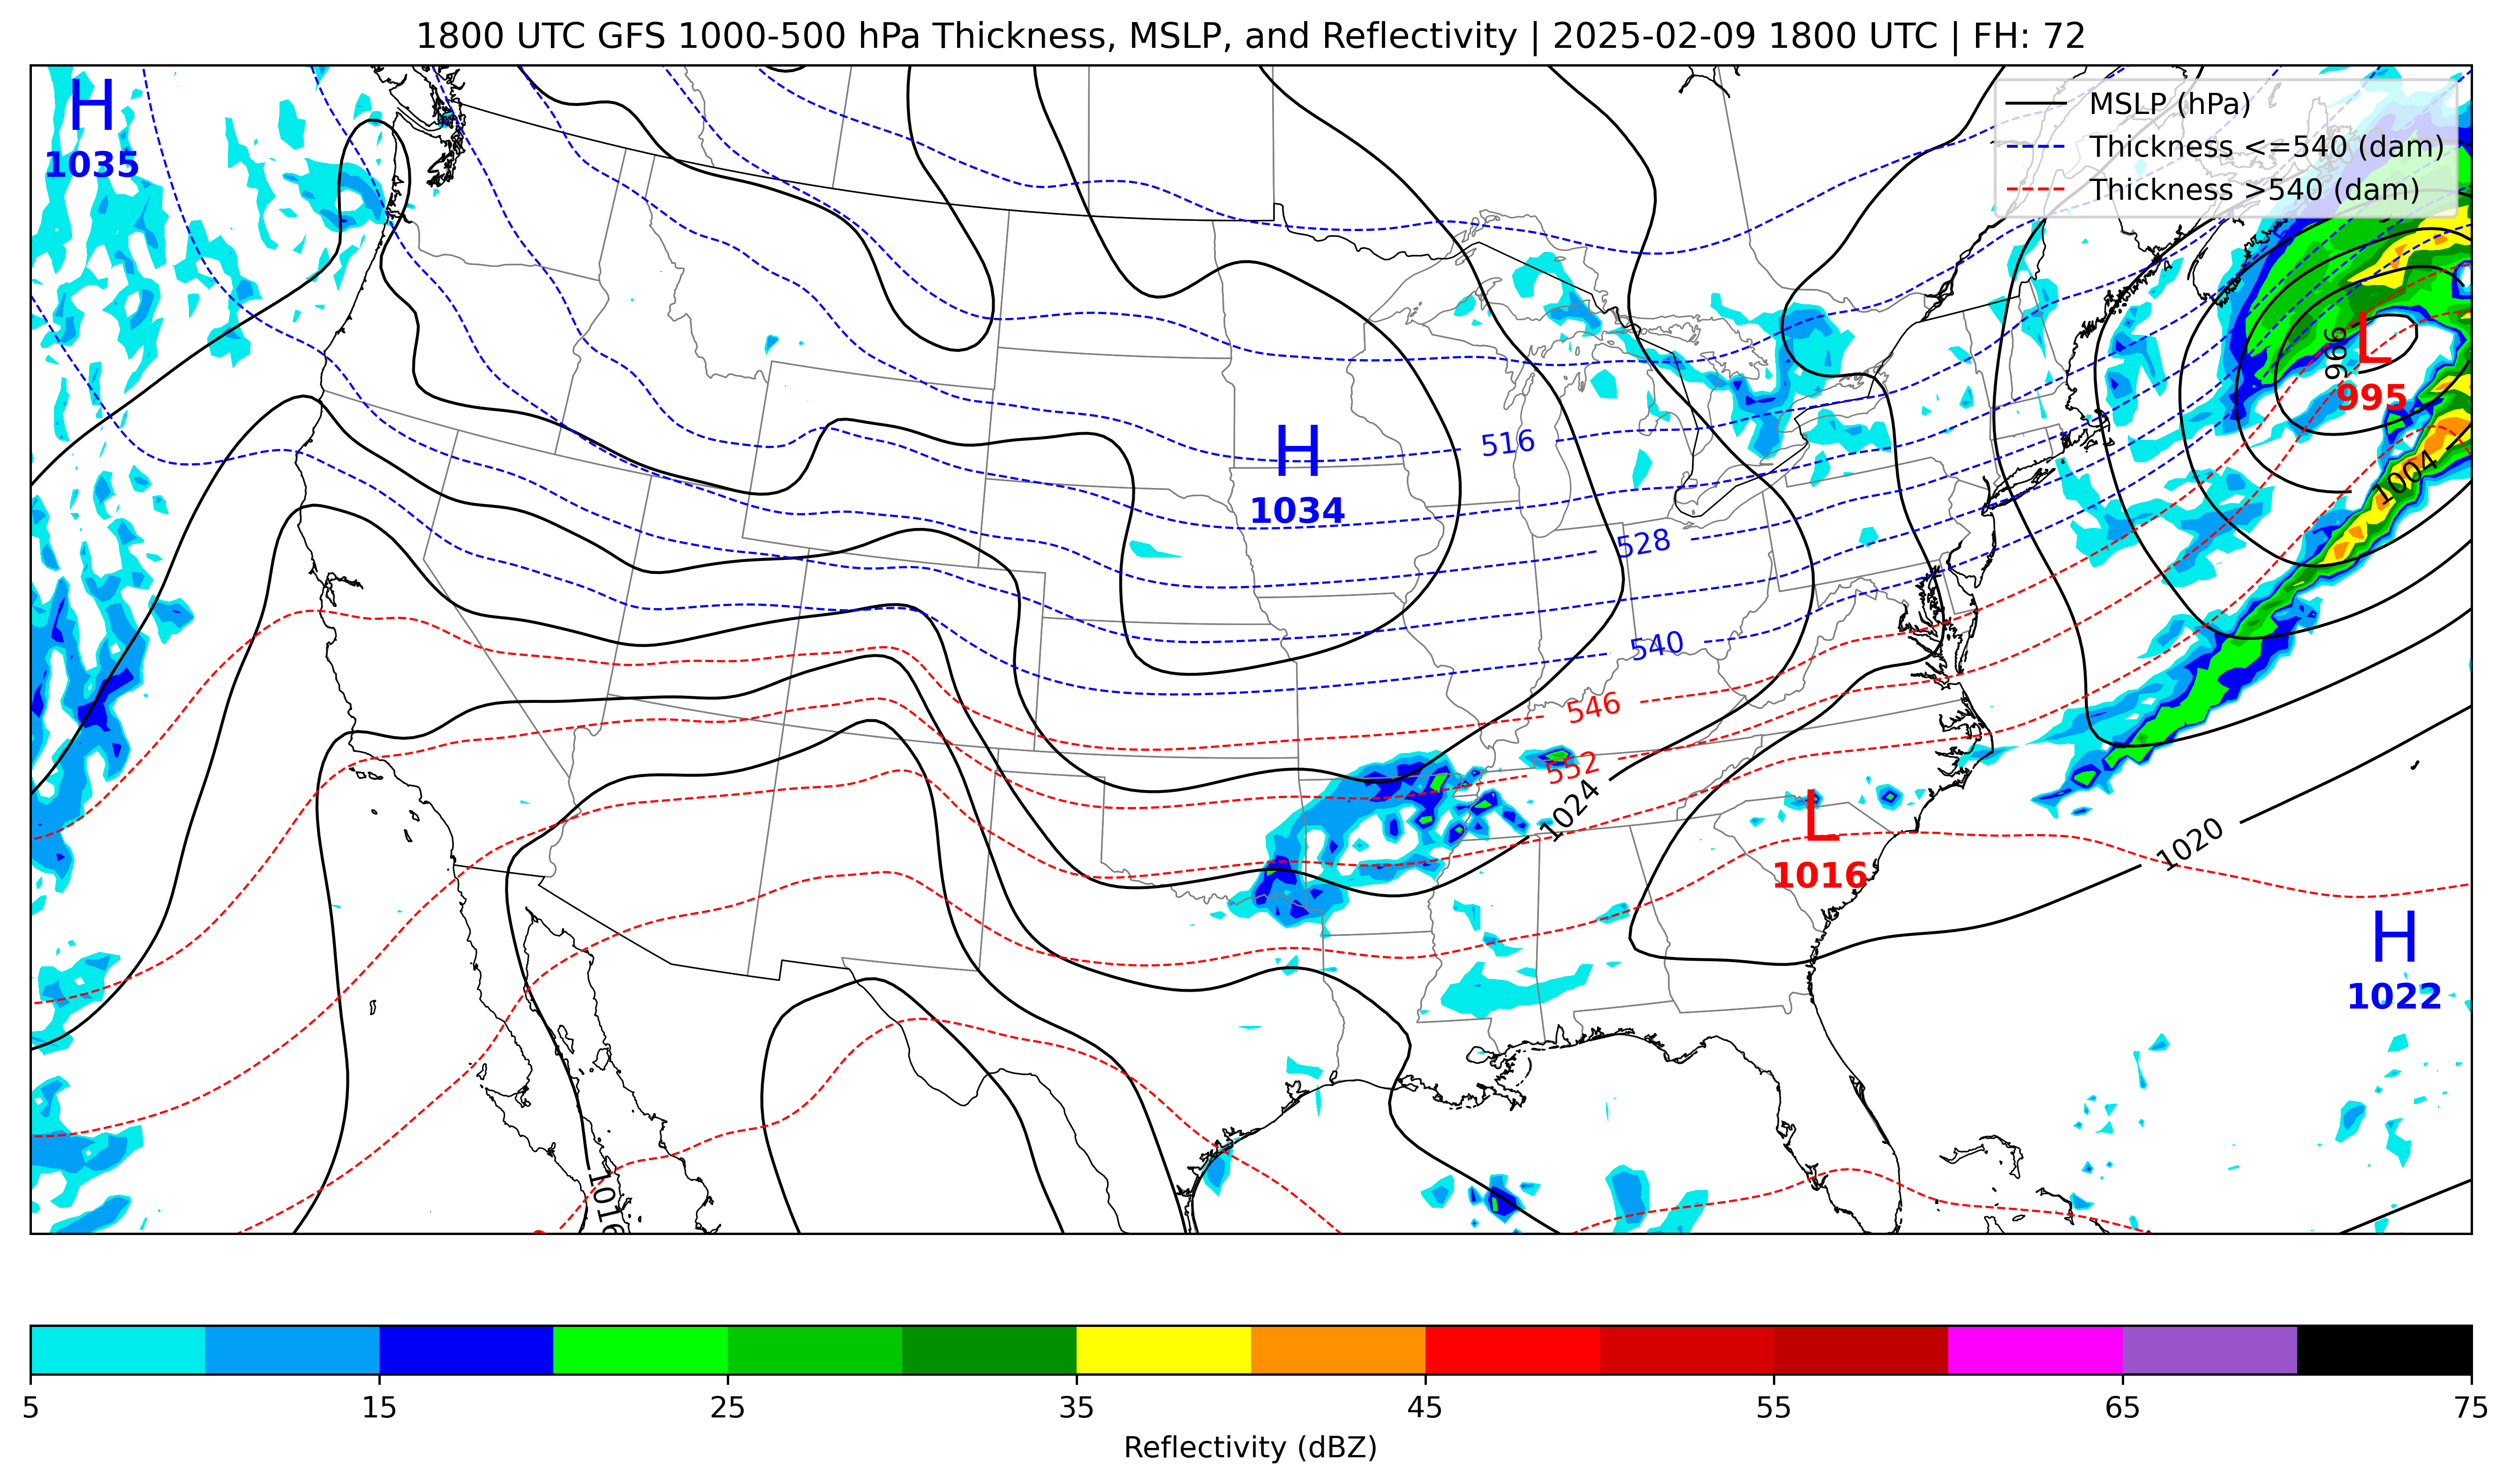 1800 UTC GFS 1000-500 hPa Thickness, MSLP, and Reflectivity | 2025-02-09 1800 UTC | FH: 72
MSLP (hPa)
Thickness <=540 (dam)
Thickness >540 (dam)
H
1035
L
995
996
H
1034
516
1004
528
540
546
552
1024
L
1016
1020
H
1022
1016
5
15
25
35
45
55
65
75
Reflectivity (dBZ)